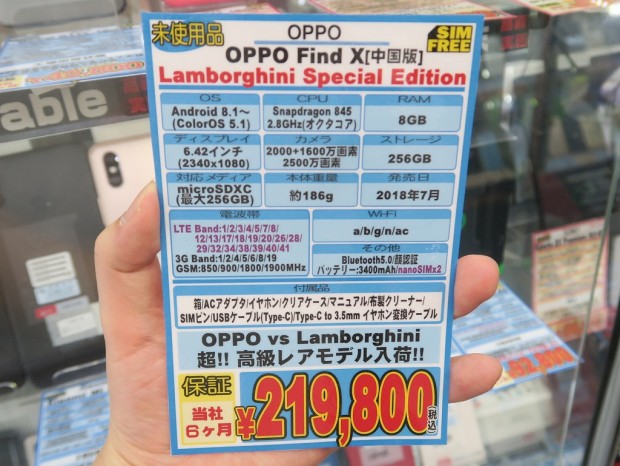 未使用品
OPPO
SIM
FREE
OPPO Find X[中国版]
Lamborghini Special Edition
OS
CPU
RAM
Android 8.1～
(ColorOS 5.1)
Snapdragon 845
2.8GHz(オクタコア)
8GB
ディスプレイ
カメラ
ストレージ
6.42インチ
(2340x1080)
2000+1600万画素
2500万画素
256GB
対応メディア
本体重量
発売日
microSDXC
(最大256GB)
約186g
2018年7月
電波帯
Wi-Fi
LTE Band:1/2/3/4/5/7/8/
12/13/17/18/19/20/26/28/
29/32/34/38/39/40/41
3G Band:1/2/4/5/6/8/19
GSM:850/900/1800/1900MHz
a/b/g/n/ac
その他
Bluetooth5.0/顔認証
バッテリー:3400mAh/nanoSIMx2
付属品
箱/ACアダプタ/イヤホン/クリアケース/マニュアル/布製クリーナー/
SIMピン/USBケーブル(Type-C)/Type-C to 3.5mm イヤホン変換ケーブル
OPPO vs Lamborghini
超!! 高級レアモデル入荷!!
保証
当社
6ヶ月
¥219,800(税込)
able